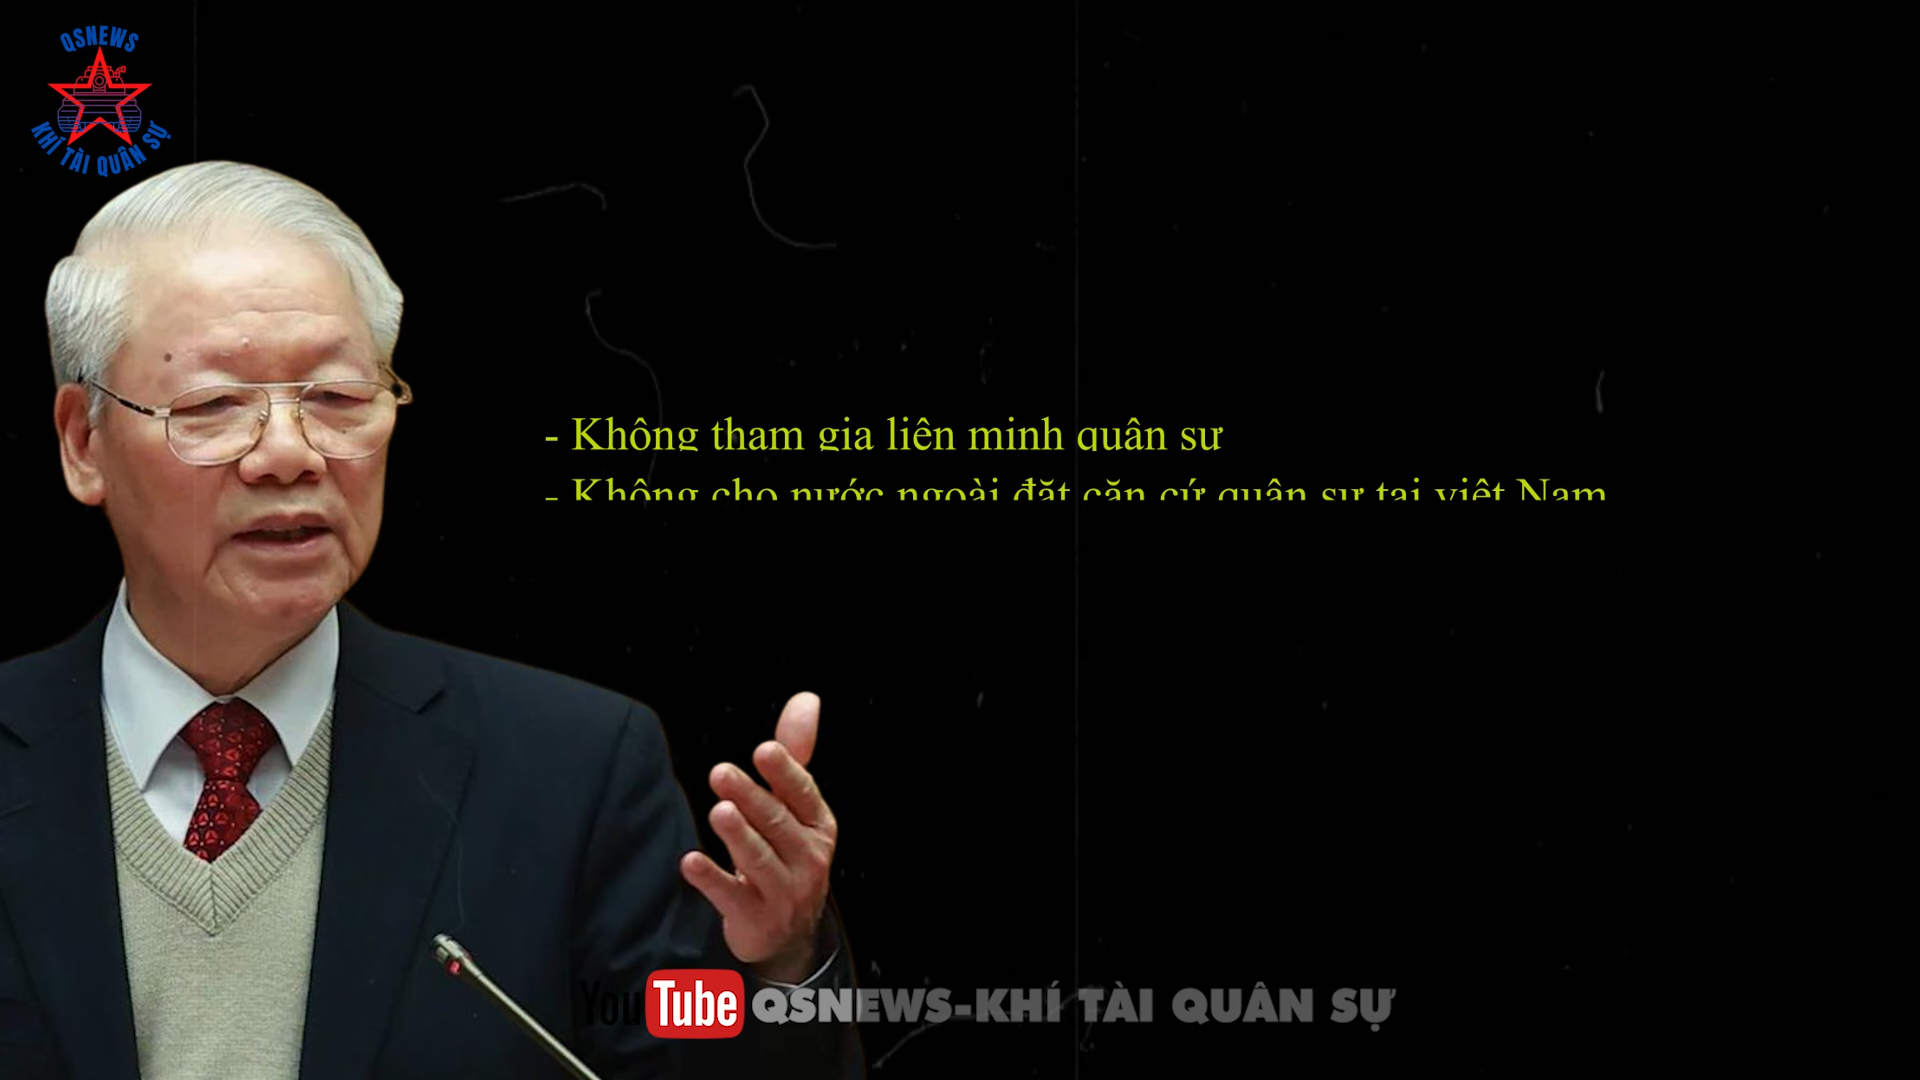 QSNEWS
KHÍ TÀI QUÂN SỰ
- Không tham gia liên minh quân sự
- Không cho nước ngoài đặt căn cứ quân sự tại việt Nam
YouTube QSNEWS-KHÍ TÀI QUÂN SỰ